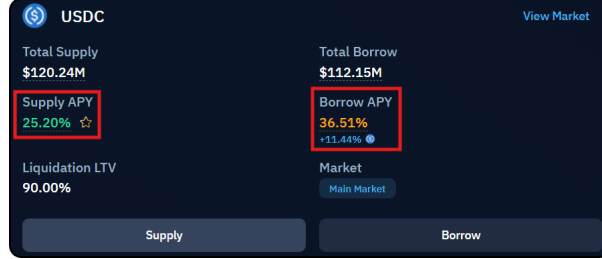 USDC
View Market
Total Supply
Total Borrow
$120.24M
$112.15M
Supply APY
Borrow APY
25.20%
36.51%
+11.44%
Liquidation LTV
Market
90.00%
Main Market
Supply
Borrow